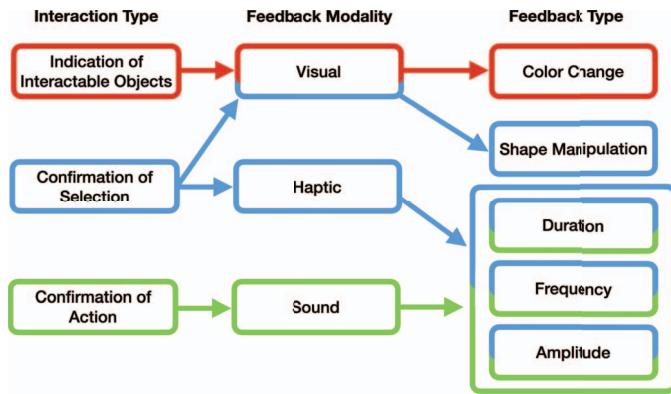 Interaction Type
Feedback Modality
Feedback Type
Indication of
Interactable Objects
Visual
Color Change
Shape Manipulation
Confirmation of
Selection
Haptic
Duration
Frequency
Confirmation of
Action
Sound
Amplitude